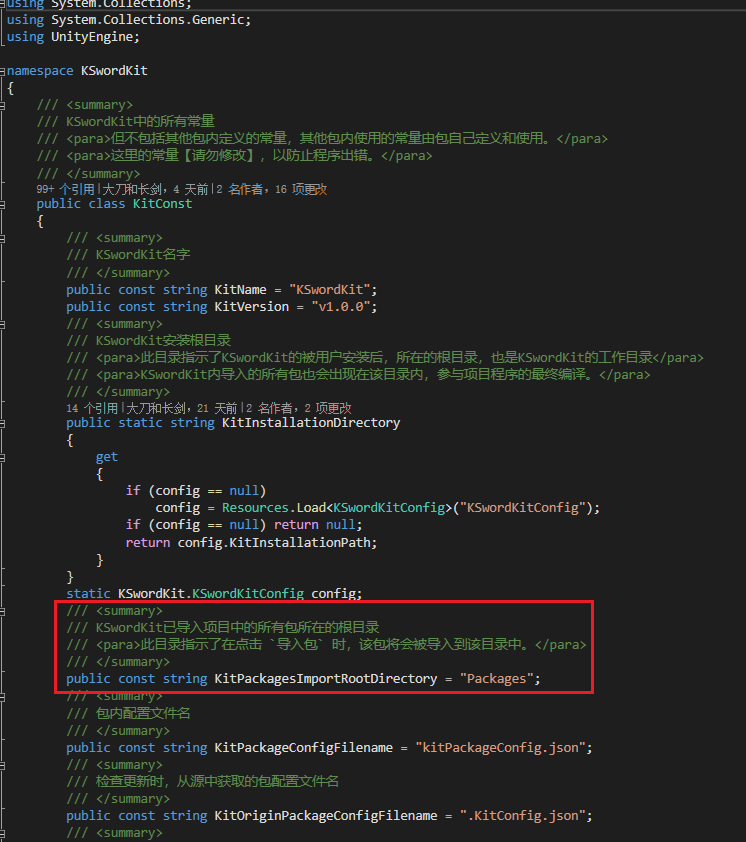 using System.Collections;
using System.Collections.Generic;
using UnityEngine;
namespace KSwordKit
{
/// <summary>
/// KSwordKit中的所有常量
/// <para>但不包括其他包内定义的常量，其他包内使用的常量由包自己定义和使用。</para>
/// <para>这里的常量【请勿修改】，以防止程序出错。</para>
/// </summary>
99+ 个引用|大刀和长剑，4 天前|2 名作者，16 项更改
public class KitConst
{
/// <summary>
/// KSwordKit名字
/// </summary>
public const string KitName = "KSwordKit";
public const string KitVersion = "v1.0.0";
/// <summary>
/// KSwordKit安装根目录
/// <para>此目录指示了KSwordKit的被用户安装后，所在的根目录，也是KSwordKit的工作目录</para>
/// <para>KSwordKit内导入的所有包也会出现在该目录内，参与项目程序的最终编译。</para>
/// </summary>
14 个引用|大刀和长剑，21 天前|2 名作者，2 项更改
public static string KitInstallationDirectory
{
get
{
if (config == null)
config = Resources.Load<KSwordKitConfig>("KSwordKitConfig");
if (config == null) return null;
return config.KitInstallationPath;
}
}
static KSwordKit.KSwordKitConfig config;
/// <summary>
/// KSwordKit已导入项目中的所有包所在的根目录
/// <para>此目录指示了在点击 `导入包` 时，该包将会被导入到该目录中。</para>
/// </summary>
public const string KitPackagesImportRootDirectory = "Packages";
/// <summary>
/// 包内配置文件名
/// </summary>
public const string KitPackageConfigFilename = "kitPackageConfig.json";
/// <summary>
/// 检查更新时，从源中获取的包配置文件名
/// </summary>
public const string KitOriginPackageConfigFilename = ".KitConfig.json";
/// <summary>